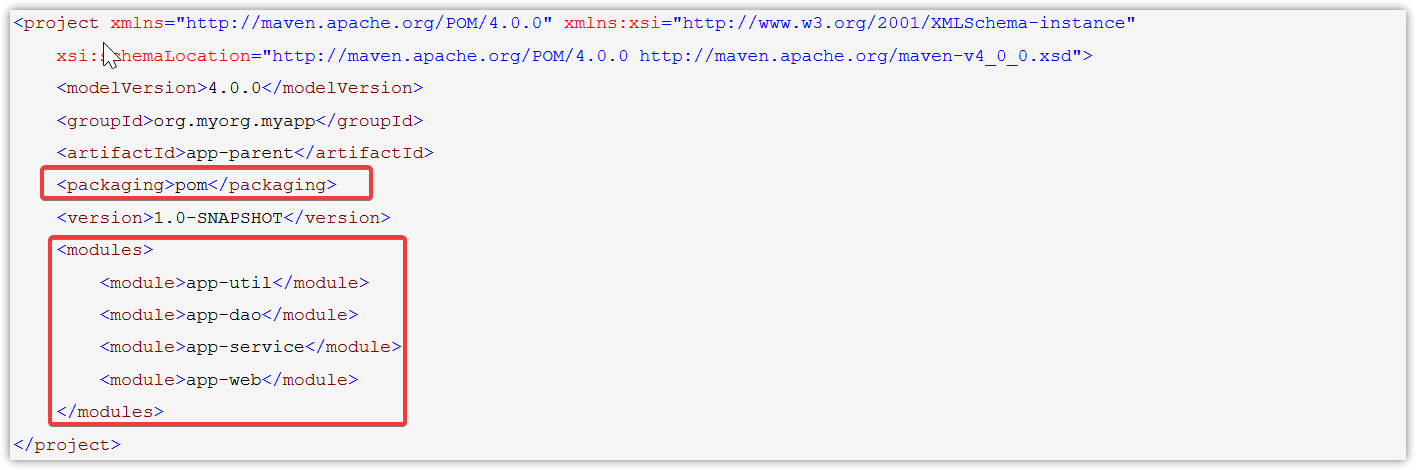 <project xmlns="http://maven.apache.org/POM/4.0.0" xmlns:xsi="http://www.w3.org/2001/XMLSchema-instance"
xsi:schemaLocation="http://maven.apache.org/POM/4.0.0 http://maven.apache.org/maven-v4_0_0.xsd">
<modelVersion>4.0.0</modelVersion>
<groupId>org.myorg.myapp</groupId>
<artifactId>app-parent</artifactId>
<packaging>pom</packaging>
<version>1.0-SNAPSHOT</version>
<modules>
<module>app-util</module>
<module>app-dao</module>
<module>app-service</module>
<module>app-web</module>
</modules>
</project>